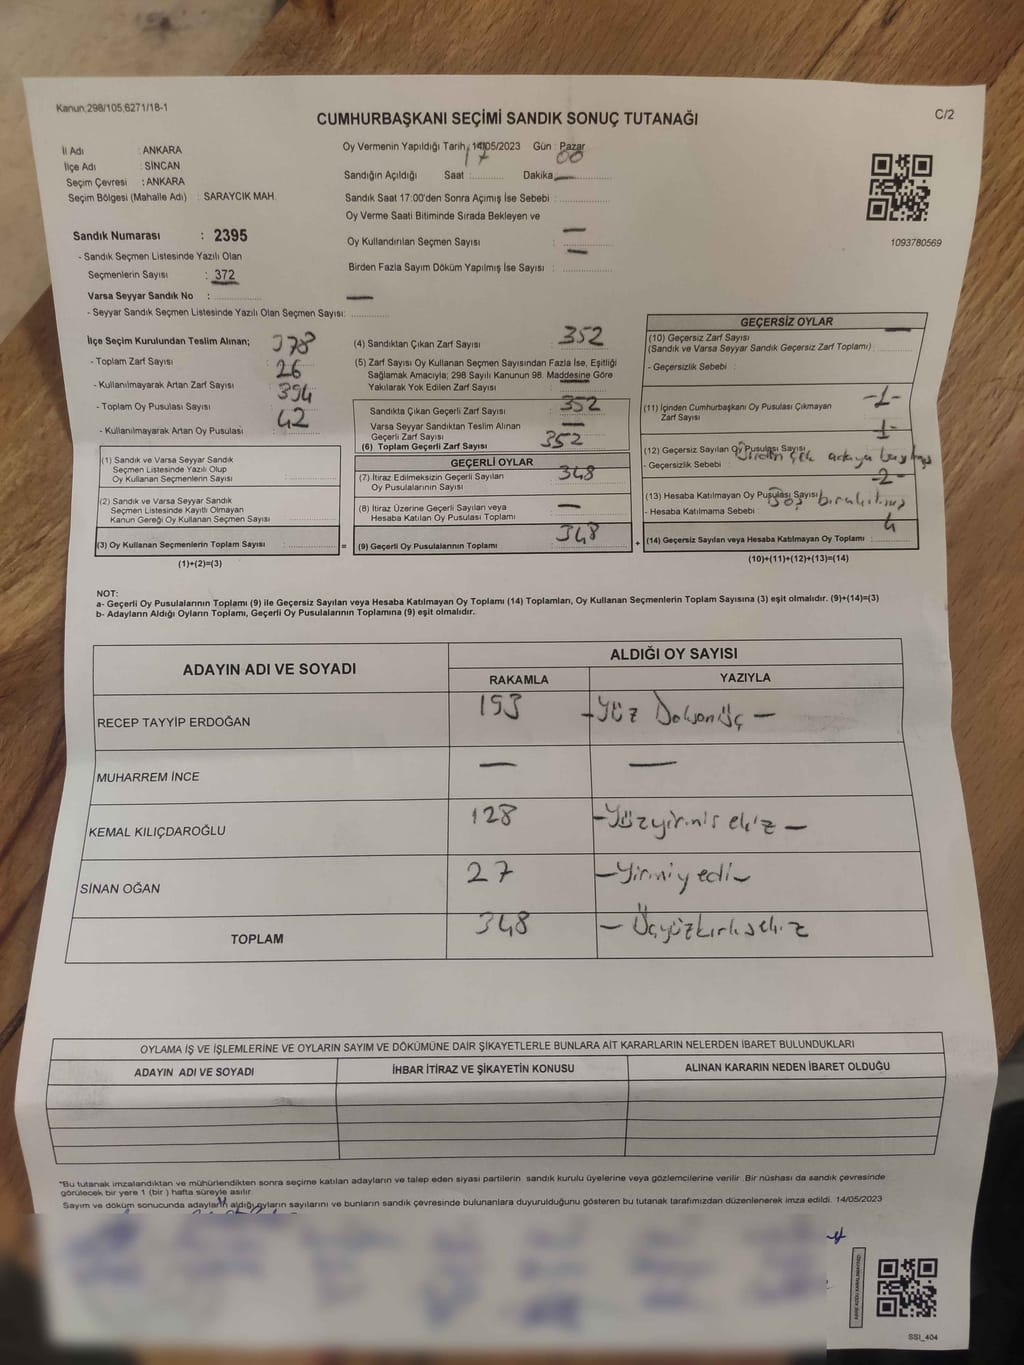 Kanun, 298/105,6271/18-1
C/2
CUMHURBAŞKANI SEÇİMİ SANDIK SONUÇ TUTANAĞI
İl Adı : ANKARA
İlçe Adı : SİNCAN
Seçim Çevresi : ANKARA
Seçim Bölgesi (Mahalle Adı) : SARAYCIK MAH.
Sandık Numarası : 2395
- Sandık Seçmen Listesinde Yazılı Olan
Seçmenlerin Sayısı : 372
Varsa Seyyar Sandık No :
- Seyyar Sandık Seçmen Listesinde Yazılı Olan Seçmen Sayısı: —
Oy Vermenin Yapıldığı Tarih: 14/05/2023 Gün : Pazar
Sandığın Açıldığı Saat : 17 Dakika 00
Sandık Saat 17:00'den Sonra Açımış İse Sebebi : —
Oy Verme Saati Bitiminde Sırada Bekleyen ve
Oy Kullandırılan Seçmen Sayısı —
Birden Fazla Sayım Döküm Yapılmış İse Sayısı : —
1093780569
İlçe Seçim Kurulundan Teslim Alınan;
- Toplam Zarf Sayısı : 378
- Kullanılmayarak Artan Zarf Sayısı : 26
- Toplam Oy Pusulası Sayısı : 394
- Kullanılmayarak Artan Oy Pusulası : 42
(1) Sandık ve Varsa Seyyar Sandık
Seçmen Listesinde Yazılı Olup
Oy Kullanan Seçmenlerin Sayısı :
(2) Sandık ve Varsa Seyyar Sandık
Seçmen Listesinde Kayıtlı Olmayan
Kanun Gereği Oy Kullanan Seçmen Sayısı :
(3) Oy Kullanan Seçmenlerin Toplam Sayısı : =
(1)+(2)=(3)
(4) Sandıktan Çıkan Zarf Sayısı : 352
(5) Zarf Sayısı Oy Kullanan Seçmen Sayısından Fazla İse, Eşitliği
Sağlamak Amacıyla; 298 Sayılı Kanunun 98. Maddesine Göre
Yakılarak Yok Edilen Zarf Sayısı : —
Sandıkta Çıkan Geçerli Zarf Sayısı : 352
Varsa Seyyar Sandıktan Teslim Alınan
Geçerli Zarf Sayısı : —
(6) Toplam Geçerli Zarf Sayısı : 352
GEÇERLİ OYLAR
(7) İtiraz Edilmeksizin Geçerli Sayılan
Oy Pusulalarının Sayısı : 348
(8) İtiraz Üzerine Geçerli Sayılan veya
Hesaba Katılan Oy Pusulası Toplamı : —
(9) Geçerli Oy Pusulalarının Toplamı : 348 +
GEÇERSİZ OYLAR
(10) Geçersiz Zarf Sayısı
(Sandık ve Varsa Seyyar Sandık Geçersiz Zarf Toplamı) : —
- Geçersizlik Sebebi :
(11) İçinden Cumhurbaşkanı Oy Pusulası Çıkmayan
Zarf Sayısı : -1-
(12) Geçersiz Sayılan Oy Pusulası Sayısı : -1-
- Geçersizlik Sebebi :
(13) Hesaba Katılmayan Oy Pusulası Sayısı : -2-
- Hesaba Katılmama Sebebi : Boş bırakılmış
(14) Geçersiz Sayılan veya Hesaba Katılmayan Oy Toplamı : 4
(10)+(11)+(12)+(13)=(14)
NOT:
a- Geçerli Oy Pusulalarının Toplamı (9) ile Geçersiz Sayılan veya Hesaba Katılmayan Oy Toplamı (14) Toplamları, Oy Kullanan Seçmenlerin Toplam Sayısına (3) eşit olmalıdır. (9)+(14)=(3)
b- Adayların Aldığı Oyların Toplamı, Geçerli Oy Pusulalarının Toplamına (9) eşit olmalıdır.
ADAYIN ADI VE SOYADI
ALDIĞI OY SAYISI
RAKAMLA YAZIYLA
RECEP TAYYİP ERDOĞAN 193 -Yüz Doksanüç -
MUHARREM İNCE — —
KEMAL KILIÇDAROĞLU 128 -Yüzyirmisekiz -
SİNAN OĞAN 27 -Yirmiyedi-
TOPLAM 348 - Üçyüzkırksekiz
OYLAMA İŞ VE İŞLEMLERİNE VE OYLARIN SAYIM VE DÖKÜMÜNE DAİR ŞİKAYETLERLE BUNLARA AİT KARARLARIN NELERDEN İBARET BULUNDUKLARI
ADAYIN ADI VE SOYADI İHBAR İTİRAZ VE ŞİKAYETİN KONUSU ALINAN KARARIN NEDEN İBARET OLDUĞU
*Bu tutanak imzalandıktan ve mühürlendikten sonra seçime katılan adayların ve talep eden siyasi partilerin sandık kurulu üyelerine veya gözlemcilerine verilir. Bir nüshası da sandık çevresinde
görülecek bir yere 1 (bir) hafta süreyle asılır.
Sayım ve döküm sonucunda adayların aldığı oyların sayılarını ve bunların sandık çevresinde bulunanlara duyurulduğunu gösteren bu tutanak tarafımızdan düzenlenerek imza edildi. 14/05/2023
SSI_404